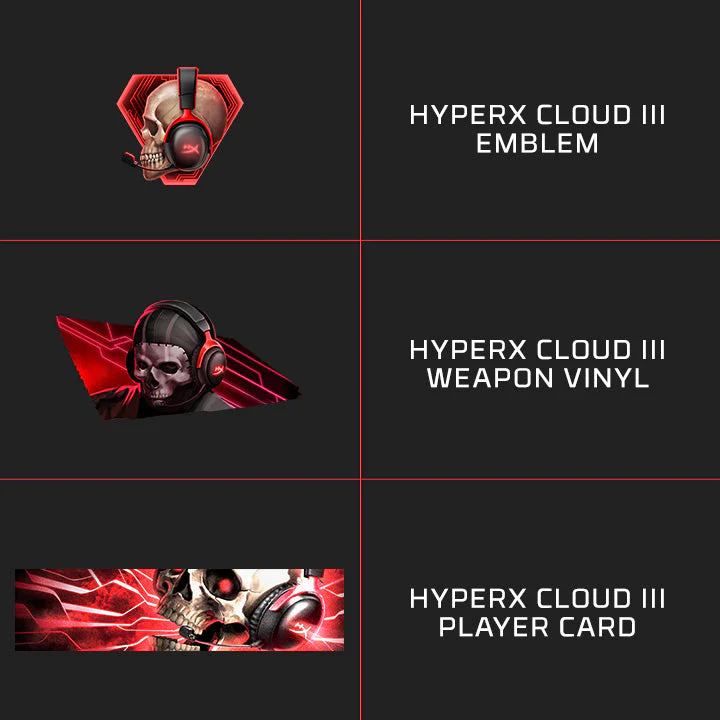 HYPERX CLOUD III
EMBLEM
HYPERX CLOUD III
WEAPON VINYL
HYPERX CLOUD III
PLAYER CARD